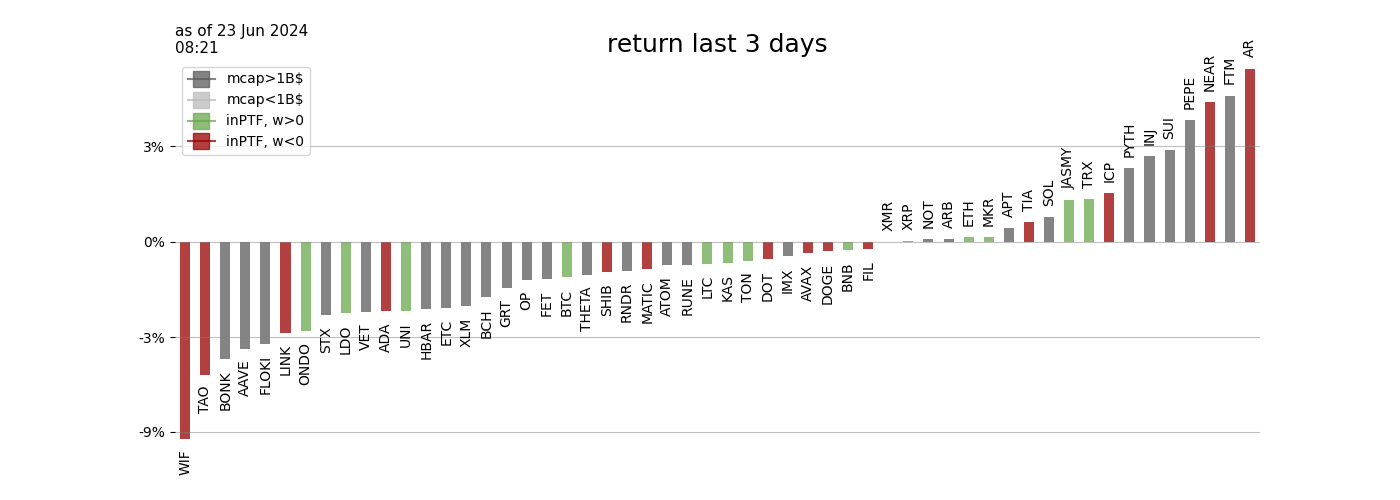 as of 23 Jun 2024
08:21
return last 3 days
mcap>1B$
mcap<1B$
inPTF, w>0
inPTF, w<0
3%
0%
-3%
-9%
WIF
TAO
BONK
AAVE
FLOKI
LINK
ONDO
STX
LDO
VET
ADA
UNI
HBAR
ETC
XLM
BCH
GRT
OP
FET
BTC
THETA
SHIB
RNDR
MATIC
ATOM
RUNE
LTC
KAS
TON
DOT
IMX
AVAX
DOGE
BNB
FIL
XMR
XRP
NOT
ARB
ETH
MKR
APT
TIA
SOL
JASMY
TRX
ICP
PYTH
INJ
SUI
PEPE
NEAR
FTM
AR